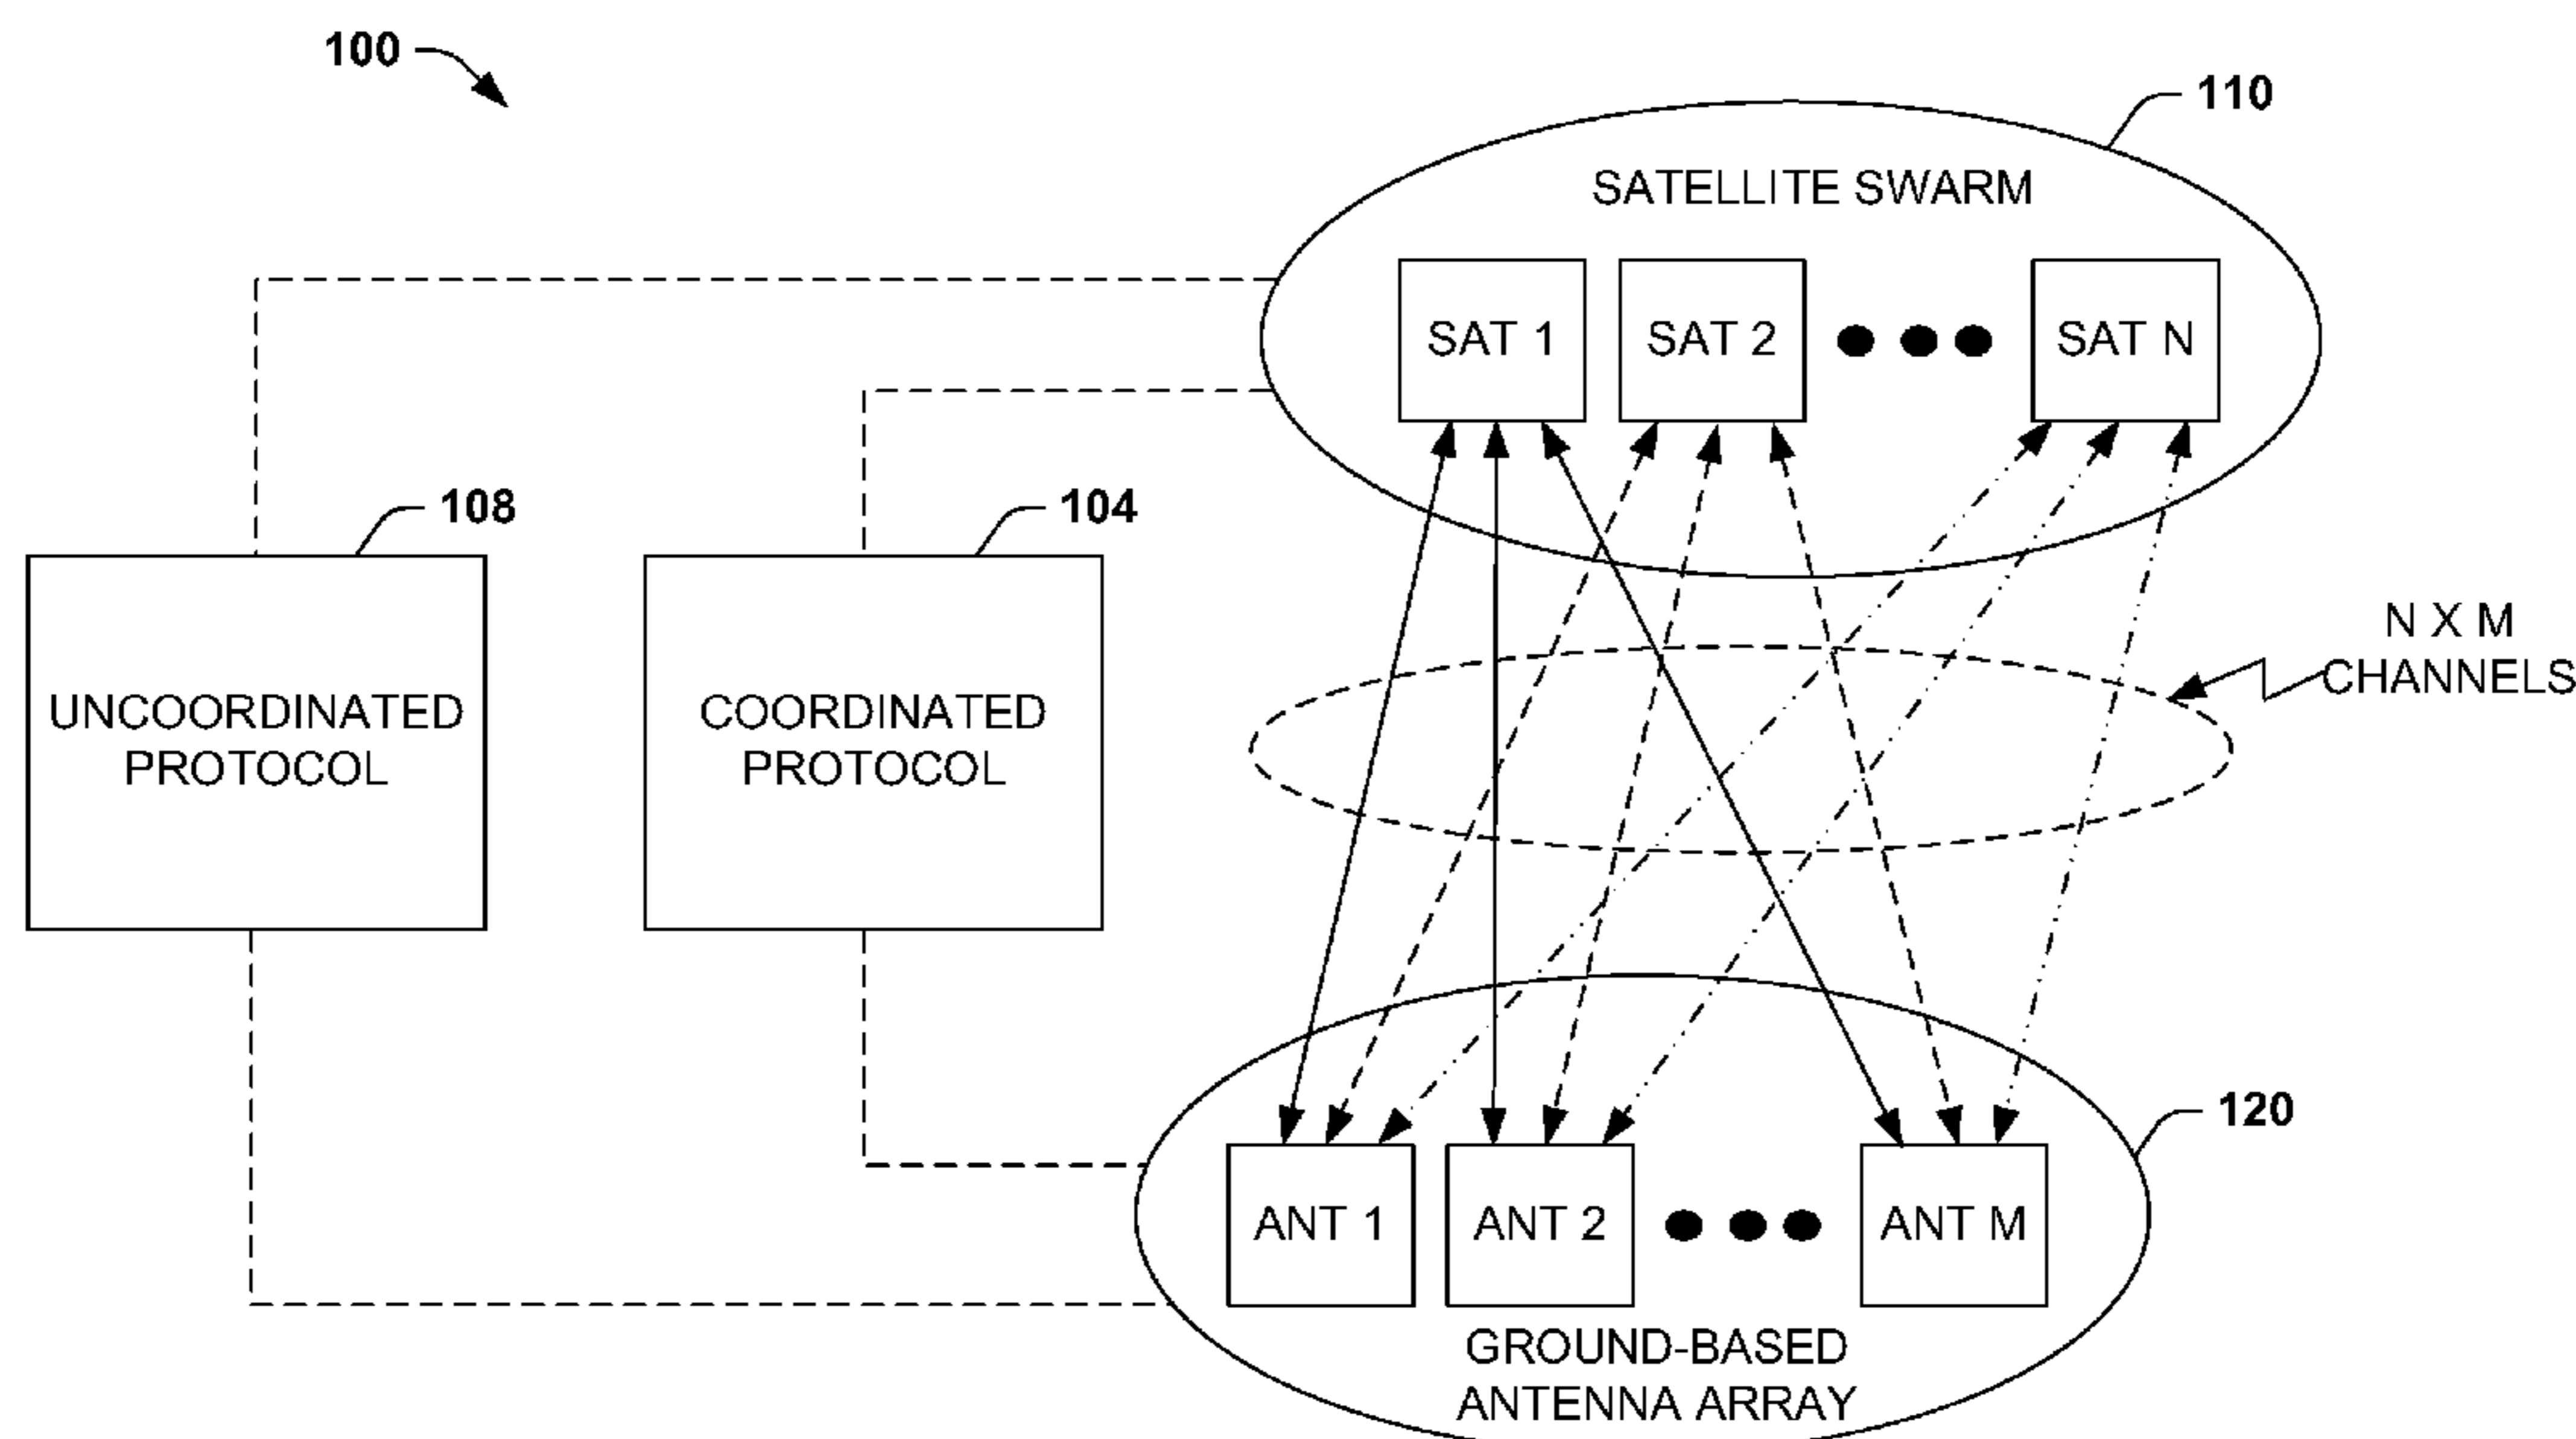 100
110
SATELLITE SWARM
SAT 1
SAT 2
SAT N
108
104
UNCOORDINATED
PROTOCOL
COORDINATED
PROTOCOL
N X M
CHANNELS
120
ANT 1
ANT 2
ANT M
GROUND-BASED
ANTENNA ARRAY